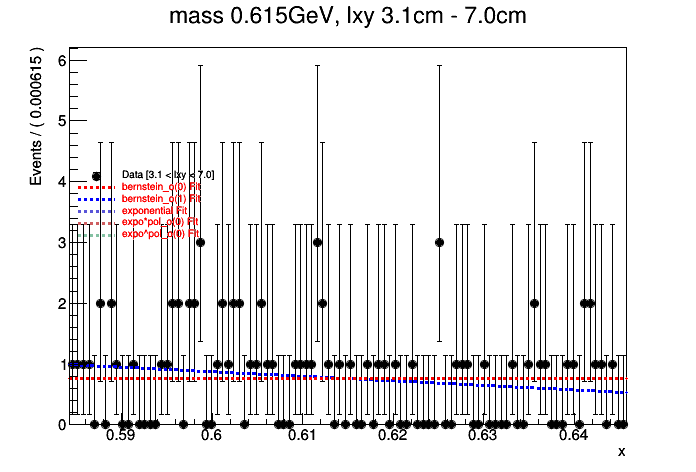 mass 0.615GeV, lxy 3.1cm - 7.0cm
Events / ( 0.000615 )
6
5
4
3
2
1
0
Data [3.1 < lxy < 7.0]
bernstein_o(0) Fit
bernstein_o(1) Fit
exponential Fit
expo*pol_o(0) Fit
expo^pol_o(0) Fit
0.59 0.6 0.61 0.62 0.63 0.64
x